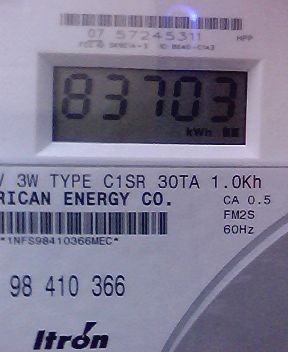 07 57245311
83703
kWh
V 3W TYPE C1SR 30TA 1.0Kh
RICAN ENERGY CO.
CA 0.5
FM2S
60Hz
*1NFS98410366MEC*
98 410 366
Itrón